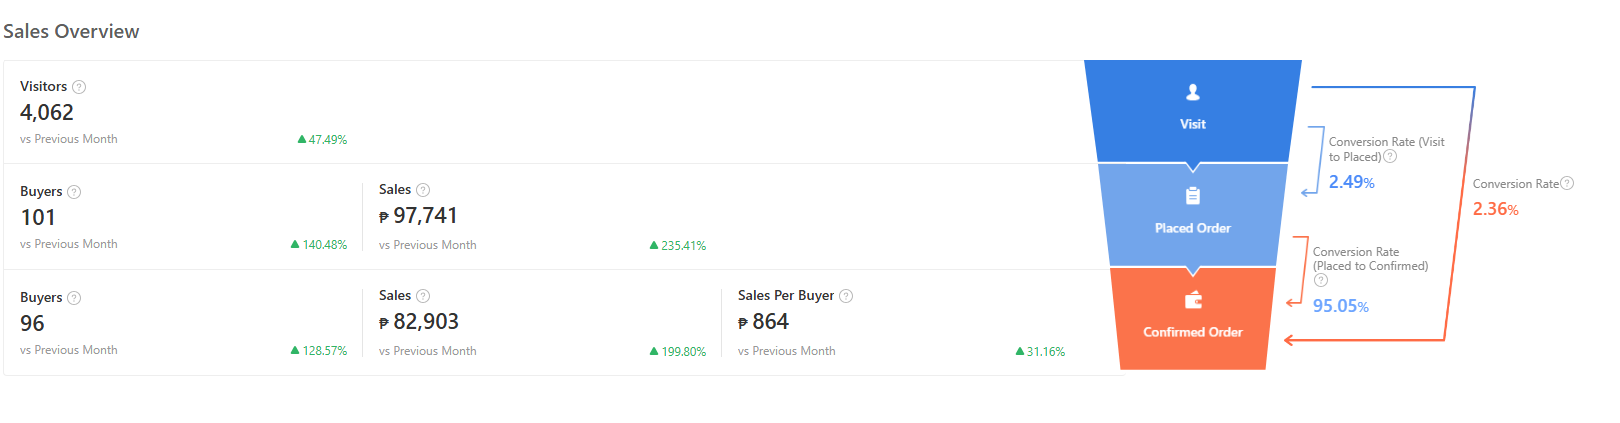 Sales Overview
Visitors ?
4,062
vs Previous Month ▲ 47.49%
Buyers ?
101
vs Previous Month ▲ 140.48%
Sales ?
₱ 97,741
vs Previous Month ▲ 235.41%
Buyers ?
96
vs Previous Month ▲ 128.57%
Sales ?
₱ 82,903
vs Previous Month ▲ 199.80%
Sales Per Buyer ?
₱ 864
vs Previous Month ▲ 31.16%
Visit
Placed Order
Confirmed Order
Conversion Rate (Visit
to Placed) ?
2.49%
Conversion Rate
(Placed to Confirmed)
?
95.05%
Conversion Rate ?
2.36%